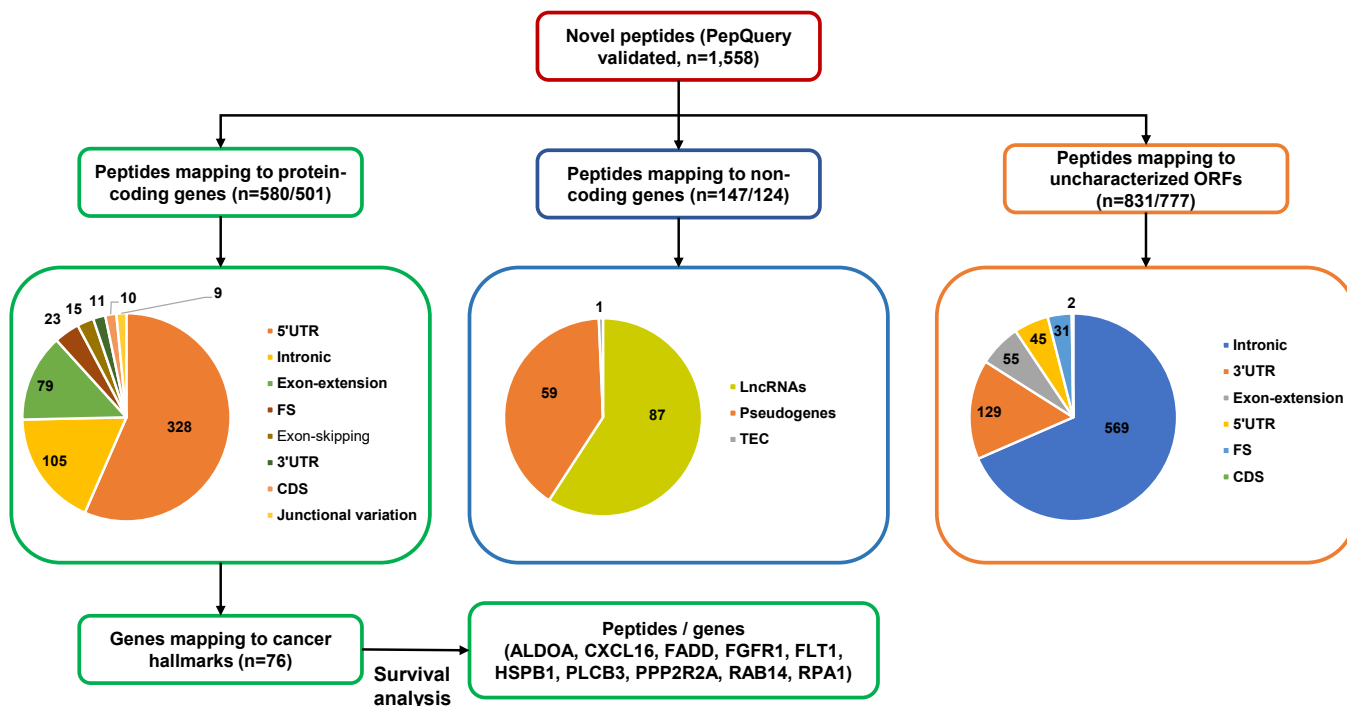 Novel peptides (PepQuery
validated, n=1,558)
Peptides mapping to protein-
coding genes (n=580/501)
Peptides mapping to non-
coding genes (n=147/124)
Peptides mapping to
uncharacterized ORFs
(n=831/777)
328
105
79
23
15
11
10
9
5'UTR
Intronic
Exon-extension
FS
Exon-skipping
3'UTR
CDS
Junctional variation
1
59
87
LncRNAs
Pseudogenes
TEC
2
31
45
55
129
569
Intronic
3'UTR
Exon-extension
5'UTR
FS
CDS
Genes mapping to cancer
hallmarks (n=76)
Survival
analysis
Peptides / genes
(ALDOA, CXCL16, FADD, FGFR1, FLT1,
HSPB1, PLCB3, PPP2R2A, RAB14, RPA1)